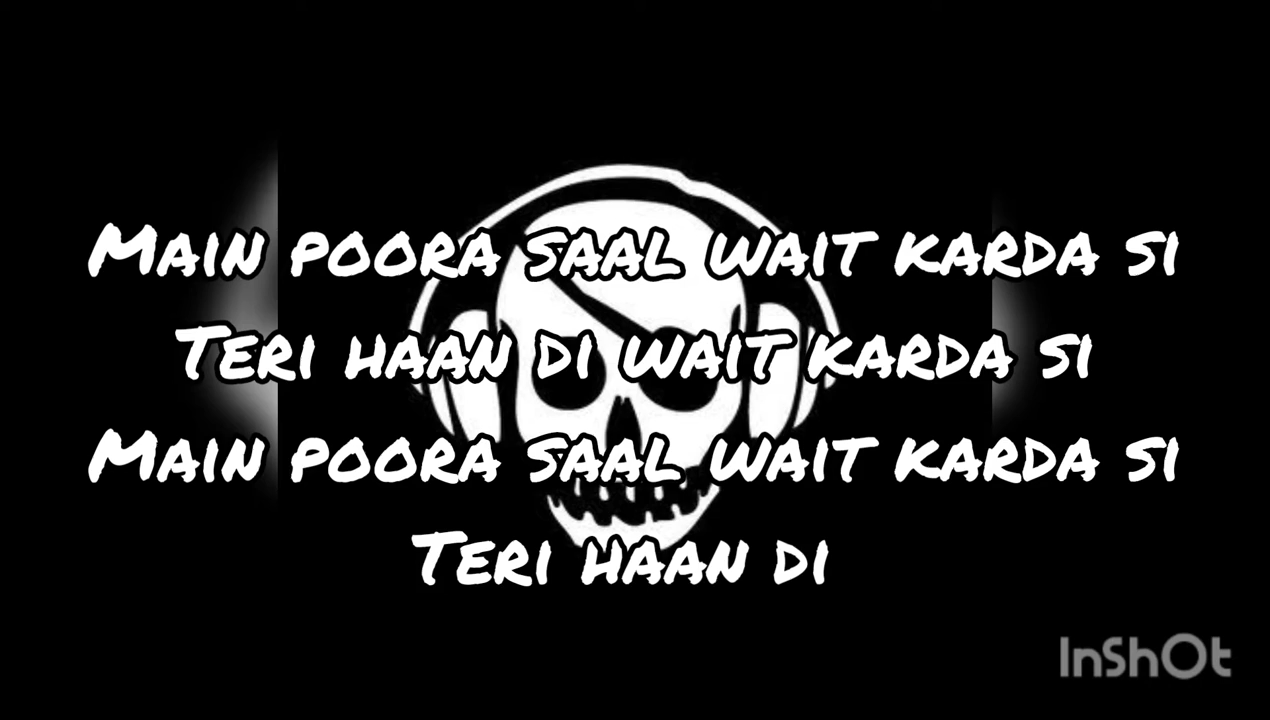 Main poora saal wait karda si
Teri haan di wait karda si
Main poora saal wait karda si
Teri haan di
InShOt